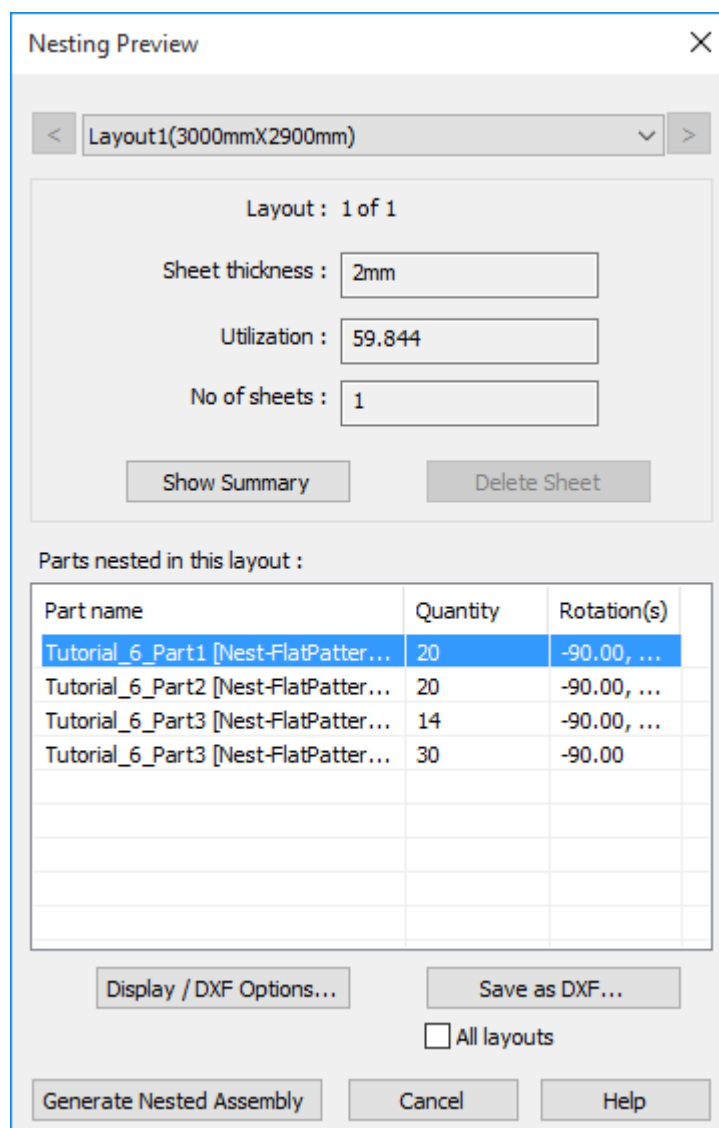 Nesting Preview
<
Layout1(3000mmX2900mm)
>
Layout : 1 of 1
Sheet thickness : 2mm
Utilization : 59.844
No of sheets : 1
Show Summary Delete Sheet
Parts nested in this layout :
Part name Quantity Rotation(s)
Tutorial_6_Part1 [Nest-FlatPatter... 20 -90.00, ...
Tutorial_6_Part2 [Nest-FlatPatter... 20 -90.00, ...
Tutorial_6_Part3 [Nest-FlatPatter... 14 -90.00, ...
Tutorial_6_Part3 [Nest-FlatPatter... 30 -90.00
Display / DXF Options... Save as DXF...
All layouts
Generate Nested Assembly Cancel Help